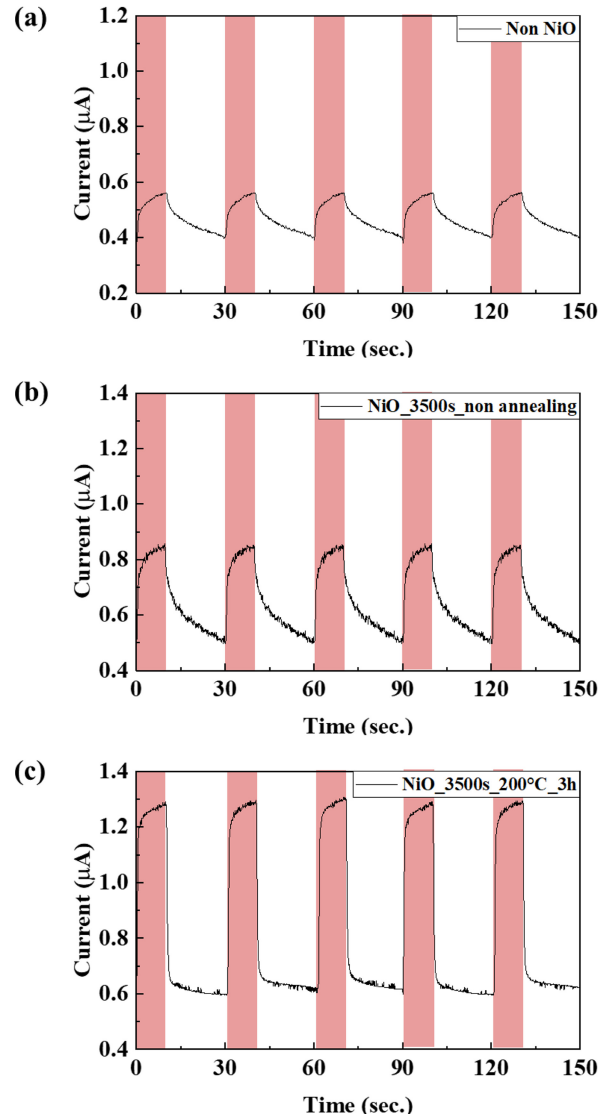 (a)
Non NiO
1.2
1.0
0.8
0.6
0.4
0.2
Current (μA)
0 30 60 90 120 150
Time (sec.)
(b)
NiO_3500s_non annealing
1.4
1.2
1.0
0.8
0.6
0.4
Current (μA)
0 30 60 90 120 150
Time (sec.)
(c)
NiO_3500s_200°C_3h
1.4
1.2
1.0
0.8
0.6
0.4
Current (μA)
0 30 60 90 120 150
Time (sec.)